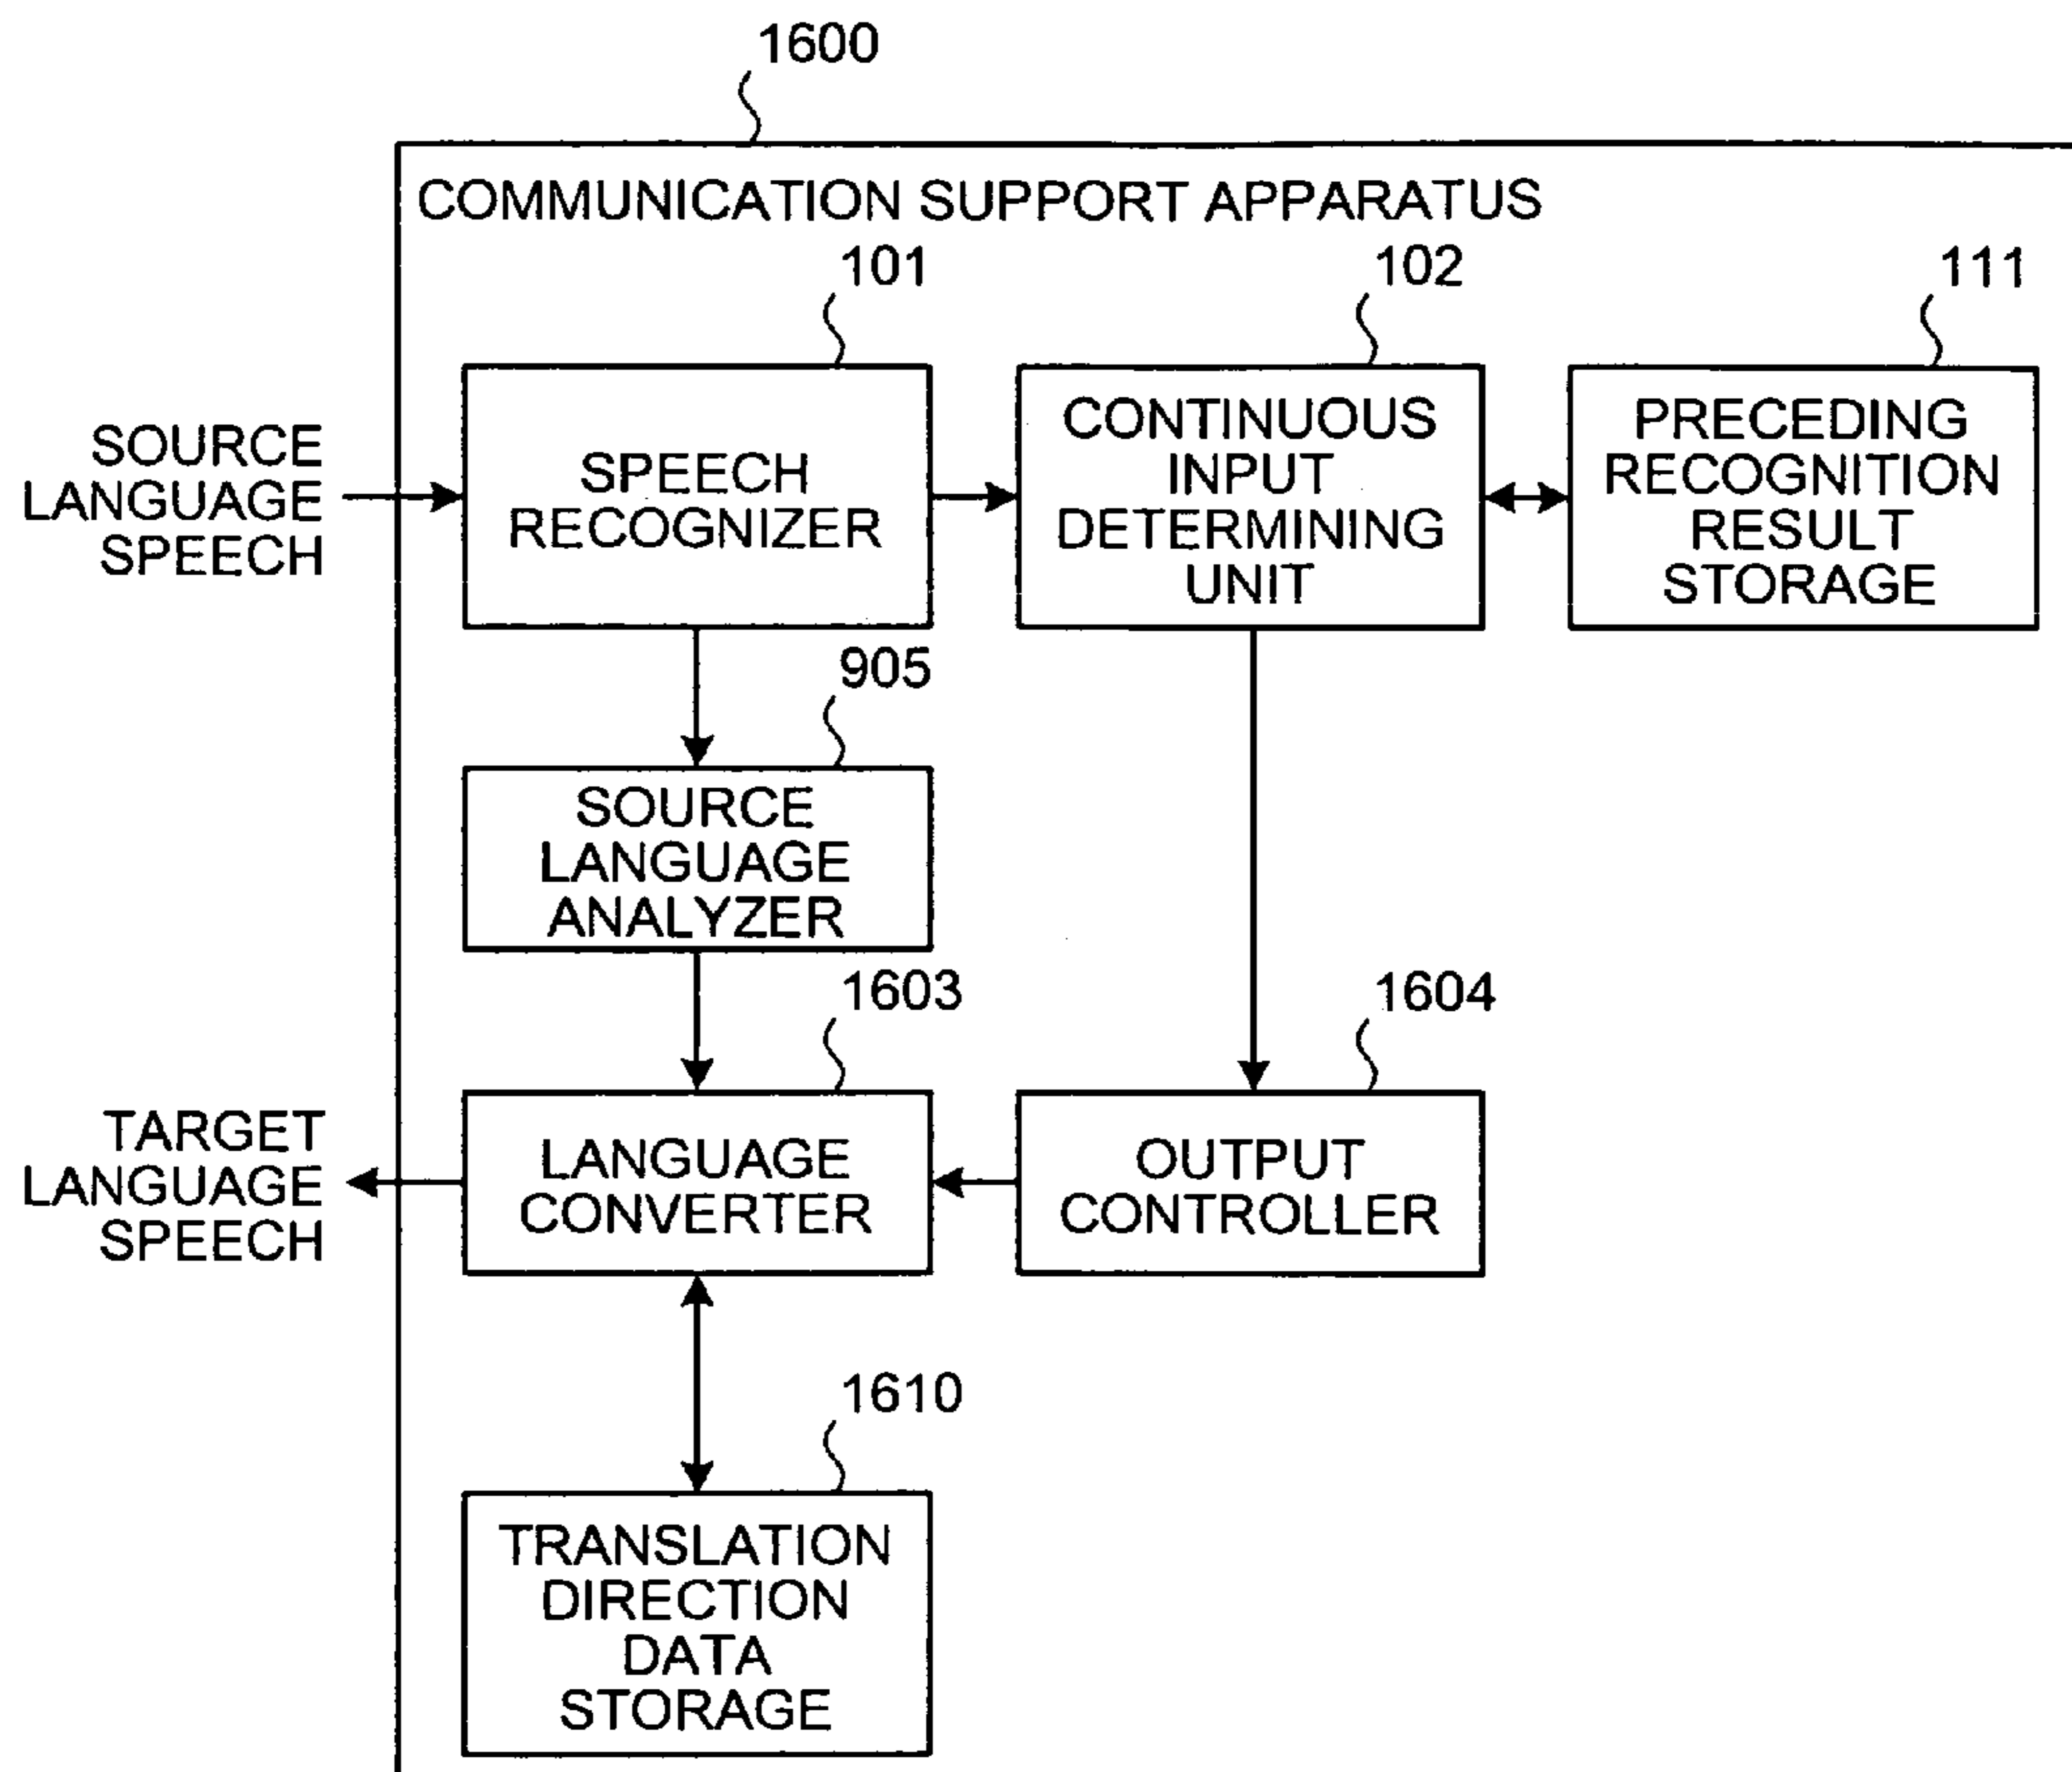 1600
COMMUNICATION SUPPORT APPARATUS
101
102
111
SOURCE
LANGUAGE
SPEECH
SPEECH
RECOGNIZER
CONTINUOUS
INPUT
DETERMINING
UNIT
PRECEDING
RECOGNITION
RESULT
STORAGE
905
SOURCE
LANGUAGE
ANALYZER
1603
1604
TARGET
LANGUAGE
SPEECH
LANGUAGE
CONVERTER
OUTPUT
CONTROLLER
1610
TRANSLATION
DIRECTION
DATA
STORAGE